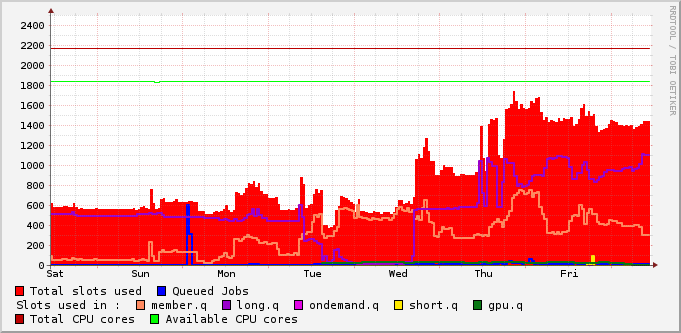 2400
2200
2000
1800
1600
1400
1200
1000
800
600
400
200
0
Sat Sun Mon Tue Wed Thu Fri
RRDTOOL / TOBI OETIKER
Total slots used Queued Jobs
Slots used in : member.q long.q ondemand.q short.q gpu.q
Total CPU cores Available CPU cores